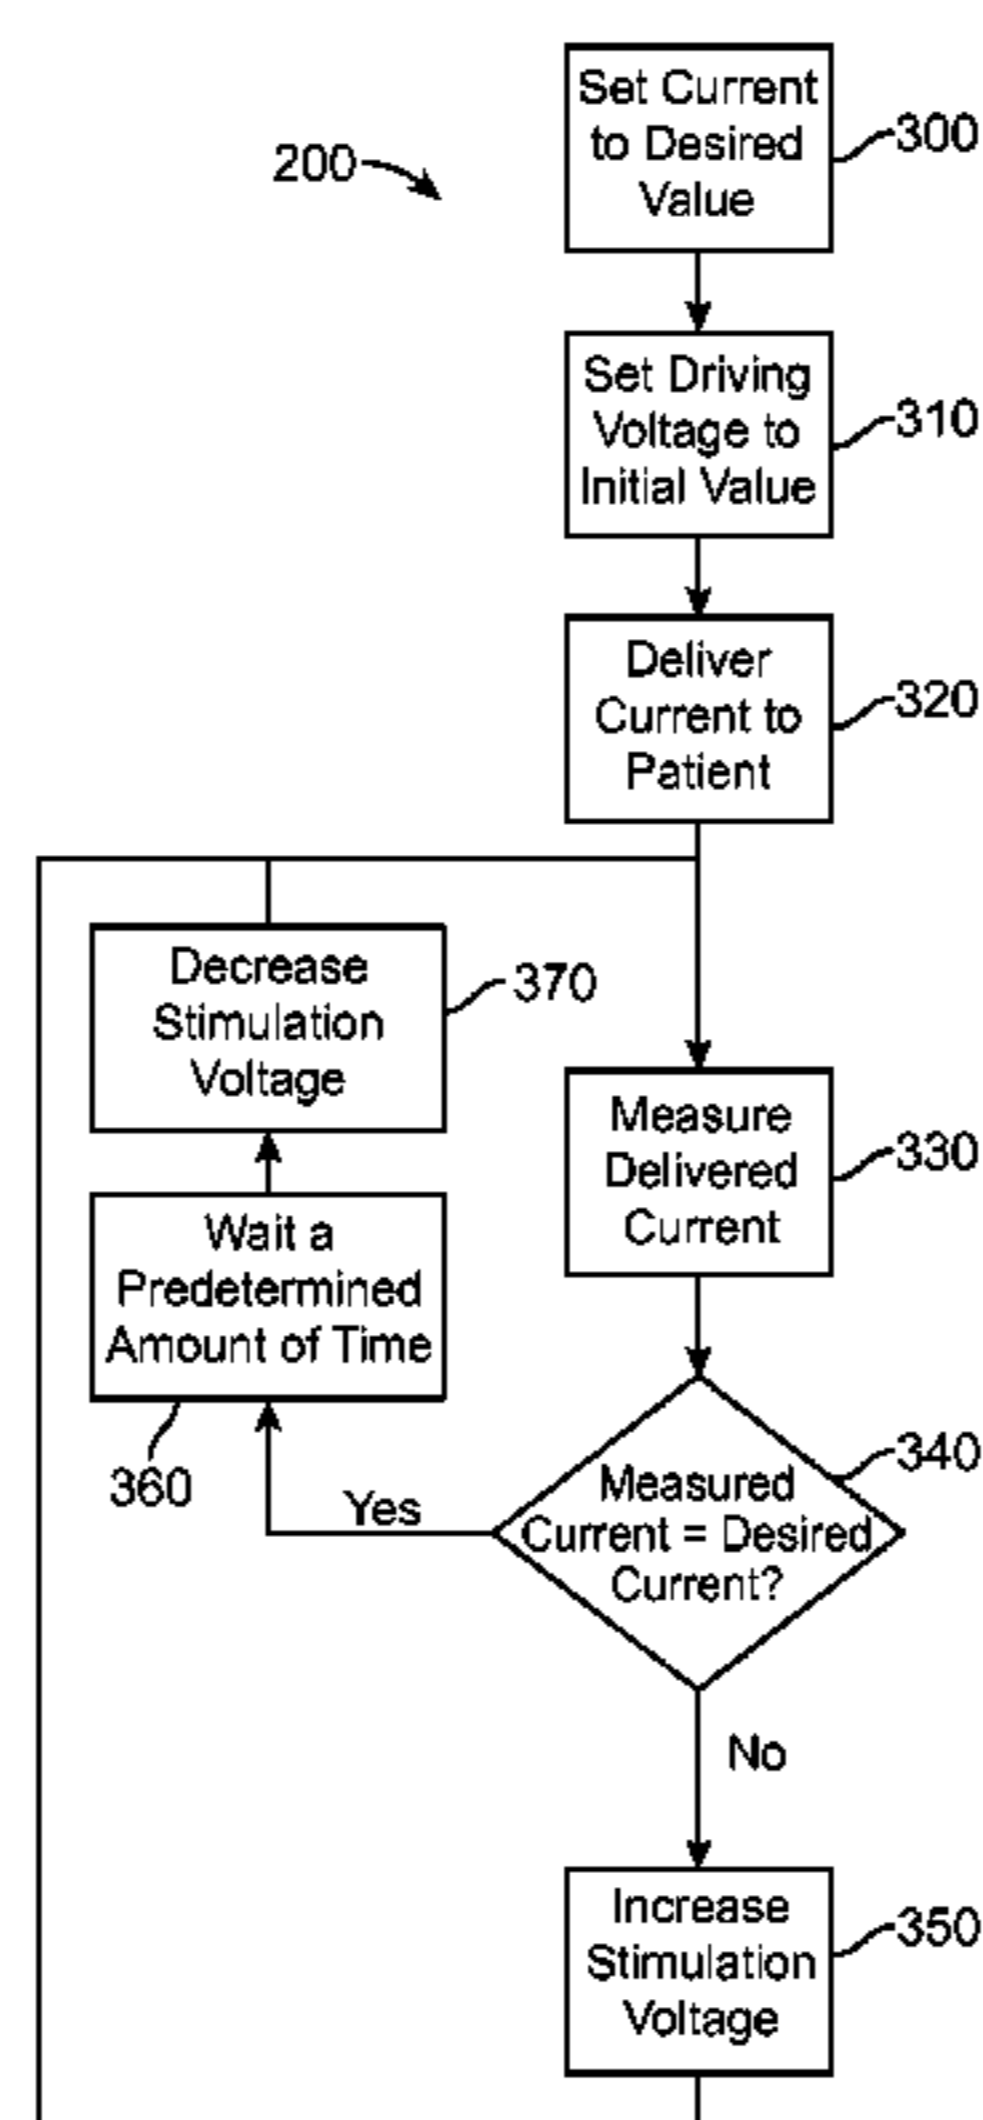 200
Set Current
to Desired
Value
300
Set Driving
Voltage to
Initial Value
310
Deliver
Current to
Patient
320
Decrease
Stimulation
Voltage
370
Measure
Delivered
Current
330
Wait a
Predetermined
Amount of Time
360
Yes
Measured
Current = Desired
Current?
340
No
Increase
Stimulation
Voltage
350